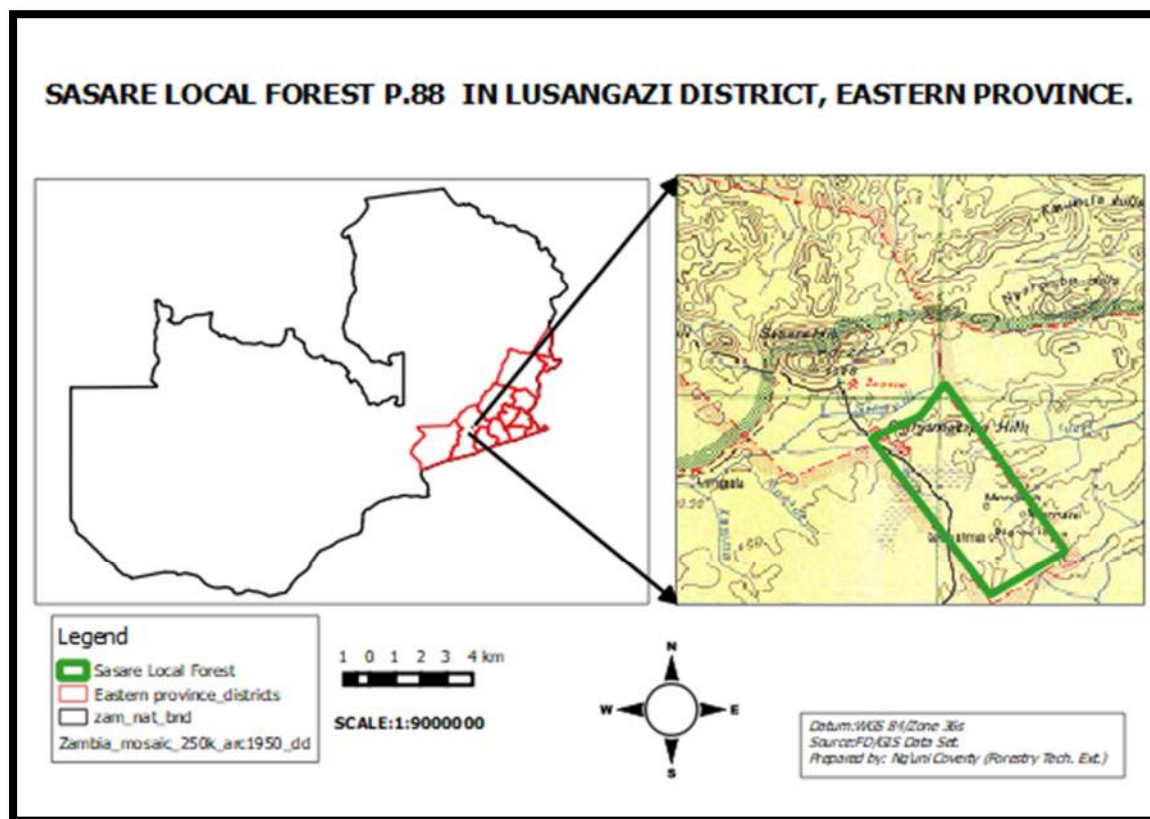 SASARE LOCAL FOREST P.88 IN LUSANGAZI DISTRICT, EASTERN PROVINCE.
Hills
Legend
Sasare Local Forest
Eastern province_districts
zam_nat_bnd
Zambia_mosaic_250k_arc1950_dd
1 0 1 2 3 4 km
SCALE:1:9000000
N
W E
S
Datum:WGS 84/Zone 36s
Source:FD/GIS Data Set.
Prepared by: Ng'uni Coverty (Forestry Tech. Ext.)